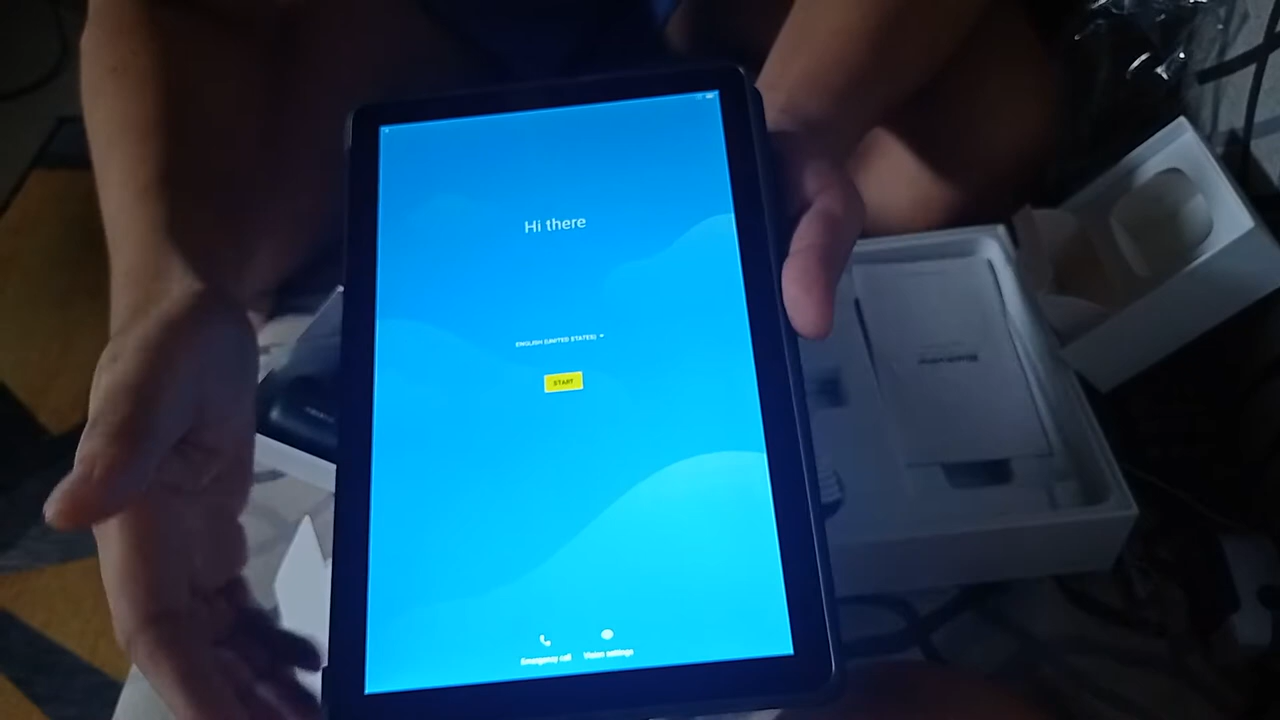 Hi there
ENGLISH (UNITED STATES)
START
Emergency call
Vision settings